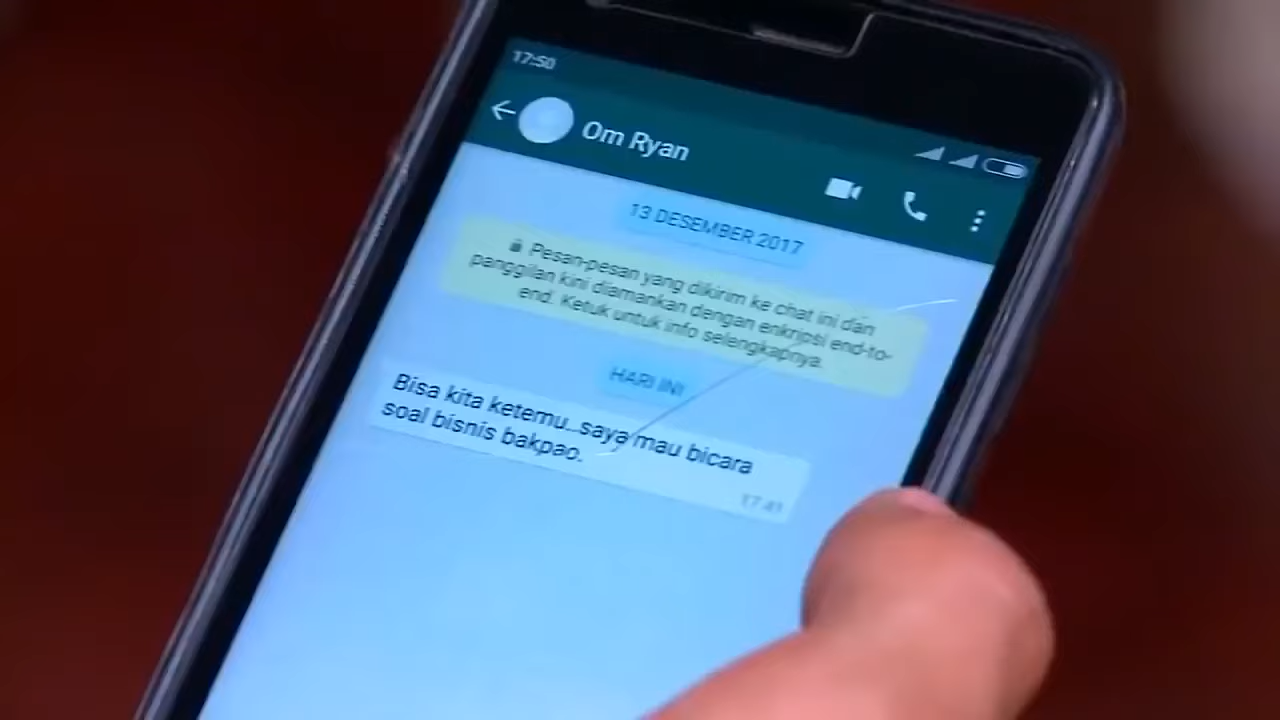 17:50
Om Ryan
13 DESEMBER 2017
Pesan-pesan yang dikirim ke chat ini dan
panggilan kini diamankan dengan enkripsi end-to-
end. Ketuk untuk info selengkapnya.
HARI INI
Bisa kita ketemu..saya mau bicara
soal bisnis bakpao.
17:41